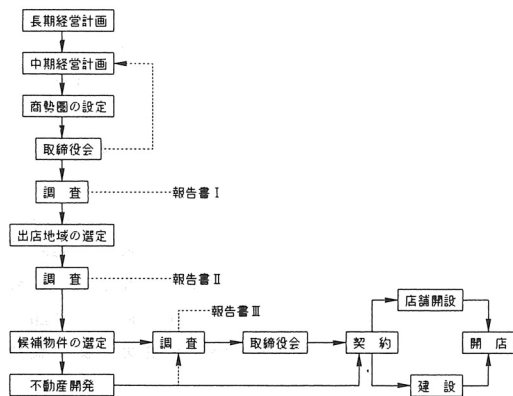 長期経営計画
中期経営計画
商勢圏の設定
取締役会
調 査
報告書Ⅰ
出店地域の選定
調 査
報告書Ⅱ
報告書Ⅲ
店舗開設
候補物件の選定
調 査
取締役会
契 約
開 店
不動産開発
建 設